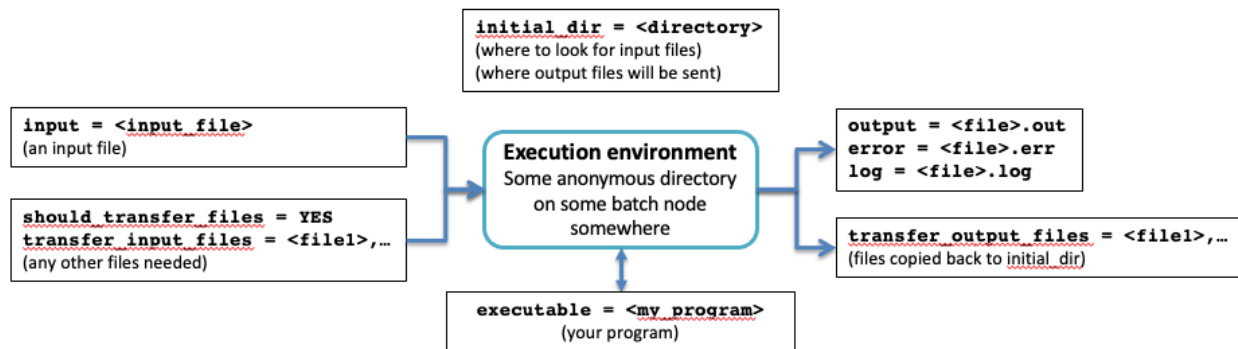 initial_dir = <directory>
(where to look for input files)
(where output files will be sent)
input = <input_file>
(an input file)
should_transfer_files = YES
transfer_input_files = <file1>,…
(any other files needed)
Execution environment
Some anonymous directory
on some batch node
somewhere
executable = <my_program>
(your program)
output = <file>.out
error = <file>.err
log = <file>.log
transfer_output_files = <file1>,…
(files copied back to initial_dir)